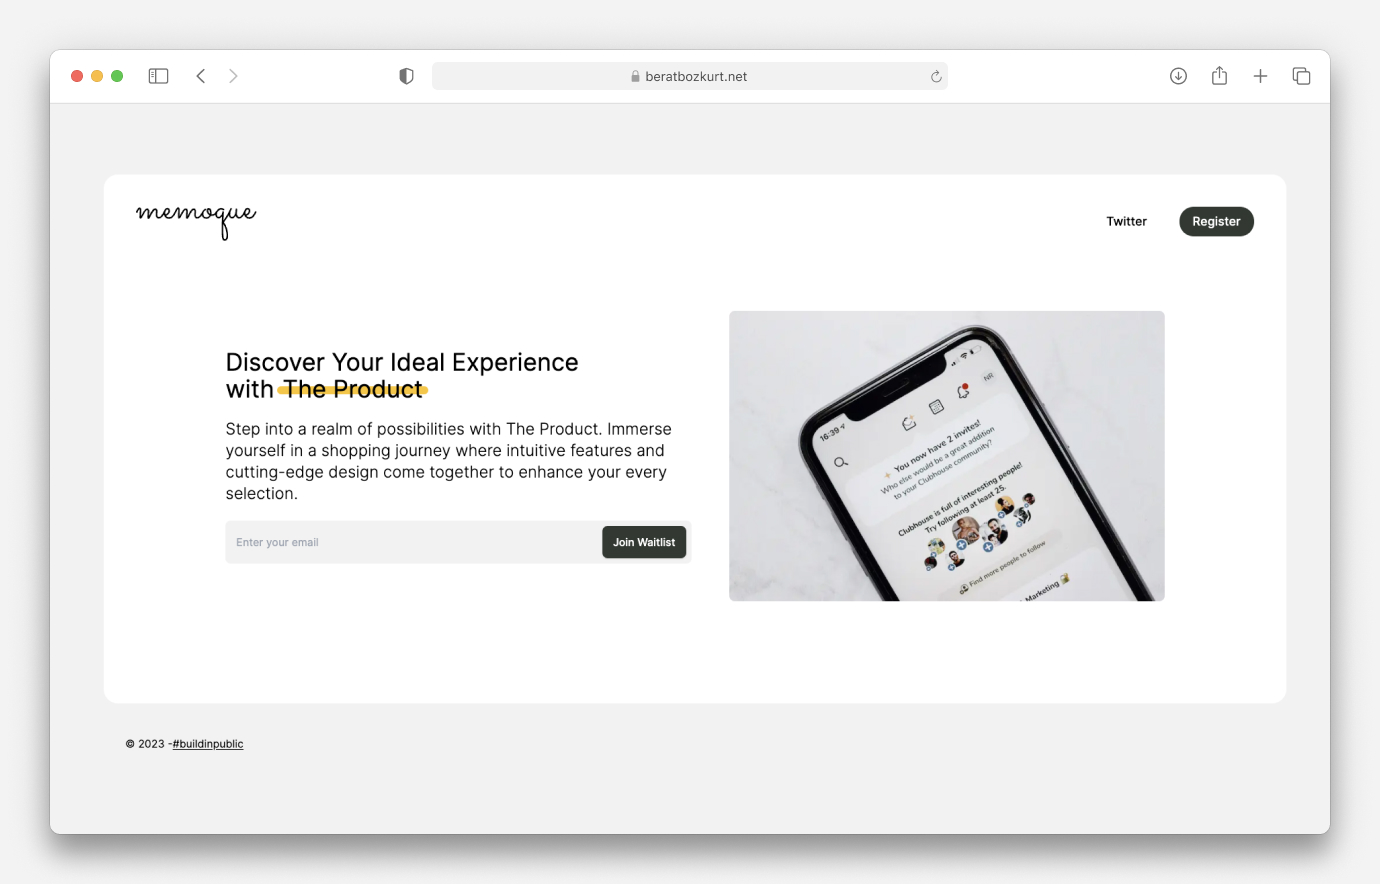 beratbozkurt.net
memoque
Twitter
Register
Discover Your Ideal Experience
with The Product
Step into a realm of possibilities with The Product. Immerse
yourself in a shopping journey where intuitive features and
cutting-edge design come together to enhance your every
selection.
Enter your email
Join Waitlist
16:39
NR
You now have 2 invites!
Who else would be a great addition
to your Clubhouse community?
Clubhouse is full of interesting people!
Try following at least 25.
Find more people to follow
Marketing
© 2023 -#buildinpublic